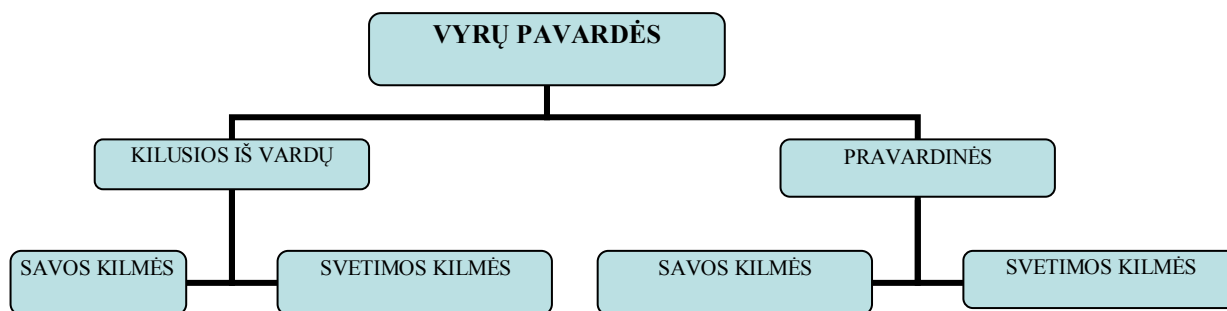 VYRŲ PAVARDĖS
KILUSIOS IŠ VARDŲ
PRAVARDINĖS
SAVOS KILMĖS
SVETIMOS KILMĖS
SAVOS KILMĖS
SVETIMOS KILMĖS